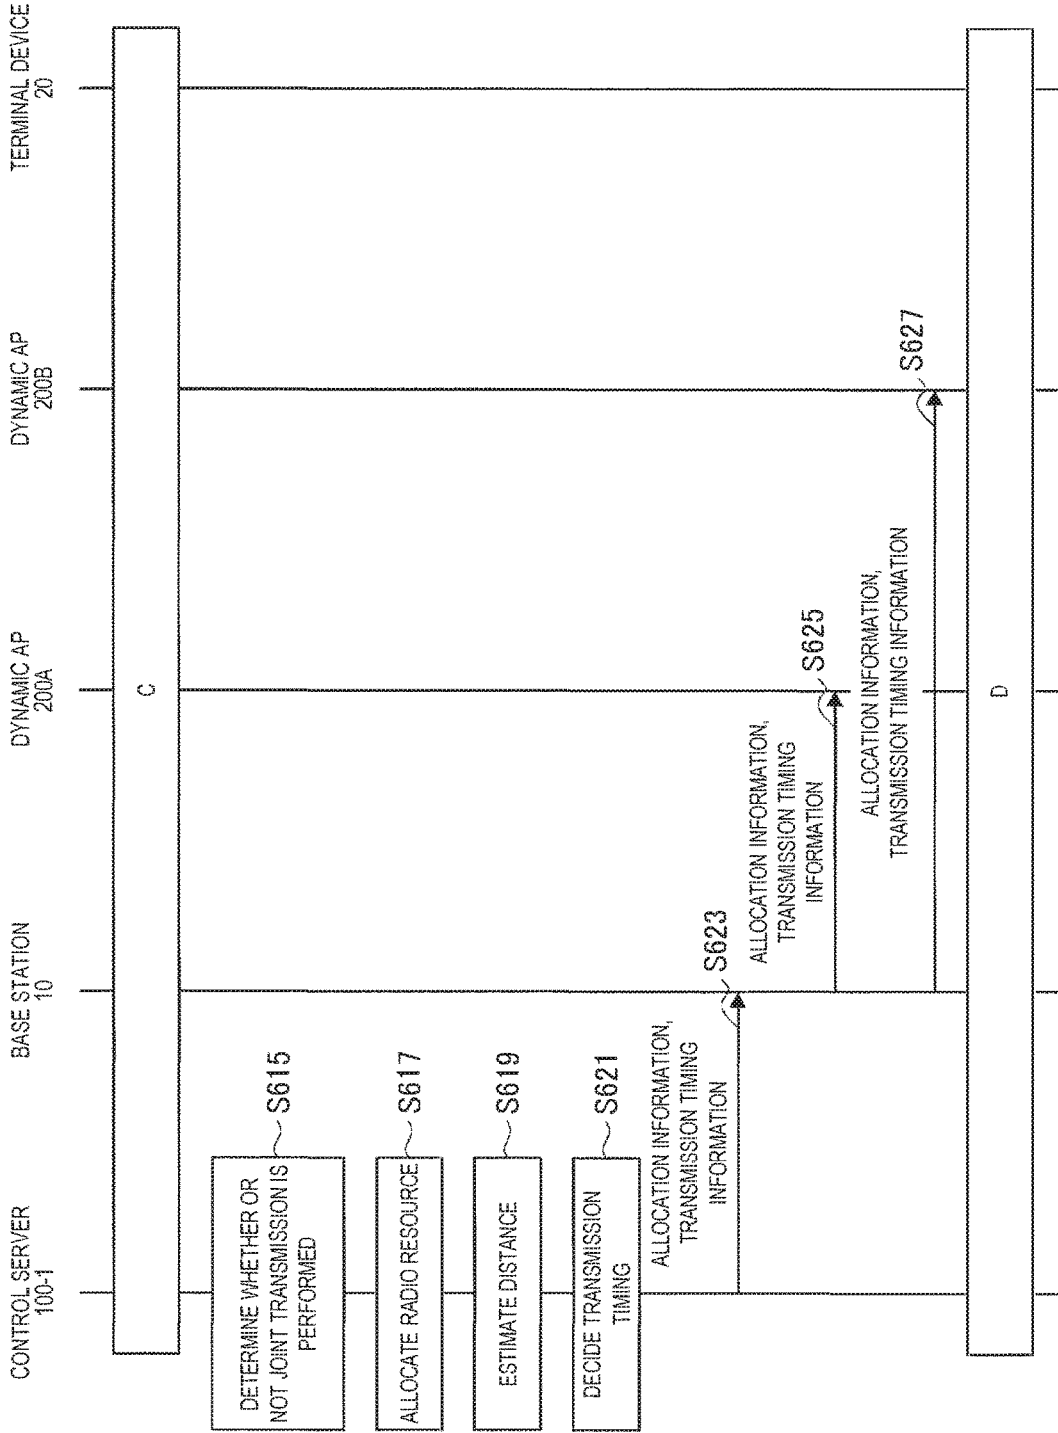 CONTROL SERVER
100-1
BASE STATION
10
DYNAMIC AP
200A
DYNAMIC AP
200B
TERMINAL DEVICE
20
C
DETERMINE WHETHER OR
NOT JOINT TRANSMISSION IS
PERFORMED
S615
ALLOCATE RADIO RESOURCE
S617
ESTIMATE DISTANCE
S619
DECIDE TRANSMISSION
TIMING
S621
ALLOCATION INFORMATION,
TRANSMISSION TIMING
INFORMATION
S623
ALLOCATION INFORMATION,
TRANSMISSION TIMING
INFORMATION
S625
ALLOCATION INFORMATION,
TRANSMISSION TIMING INFORMATION
S627
D